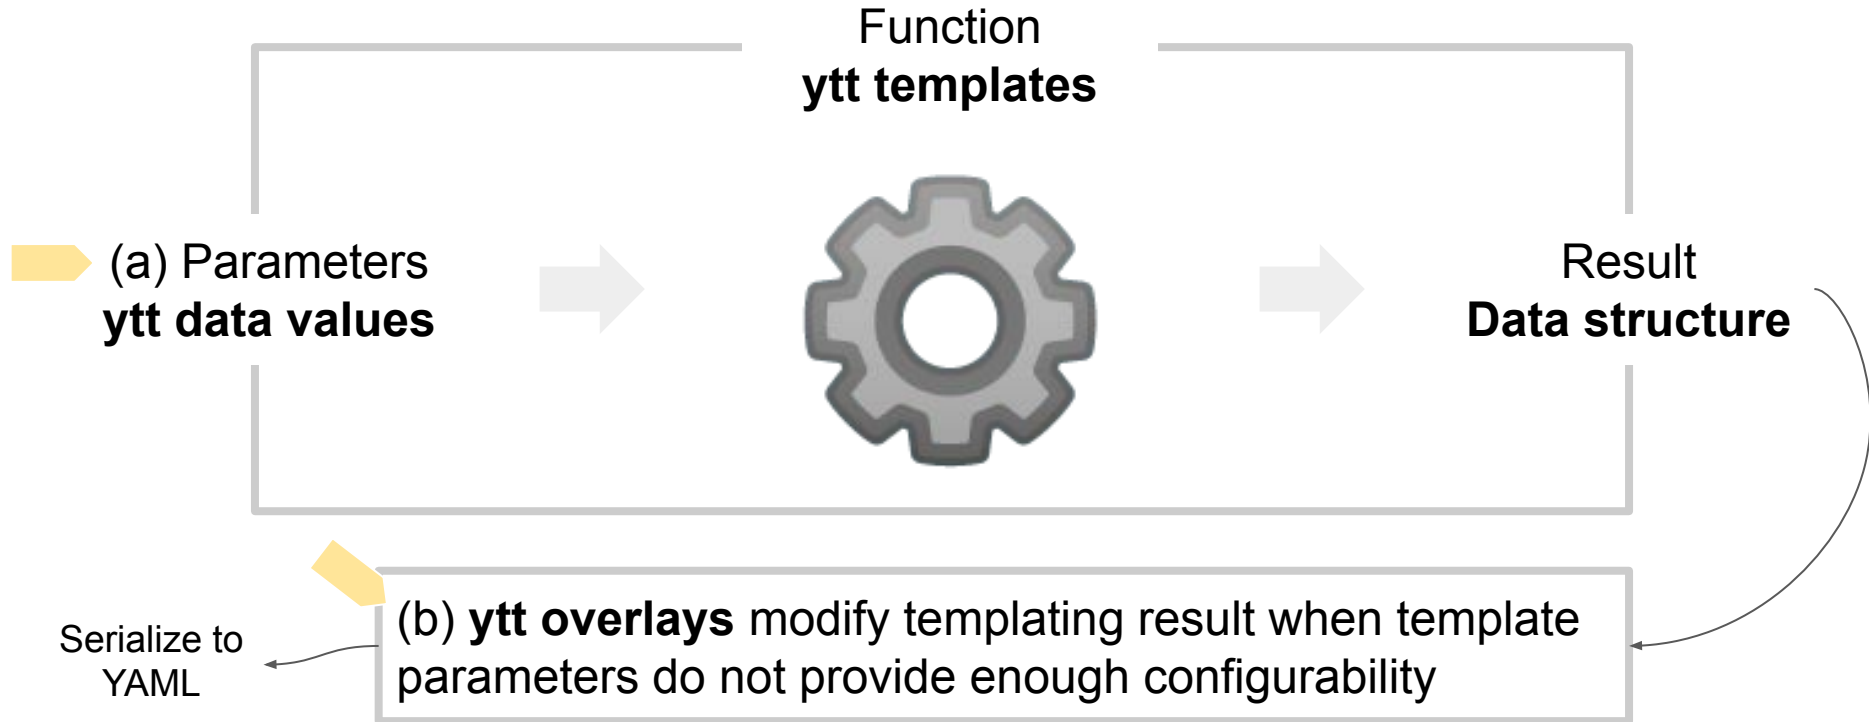 Function
ytt templates
(a) Parameters
ytt data values
Result
Data structure
(b) ytt overlays modify templating result when template
parameters do not provide enough configurability
Serialize to
YAML